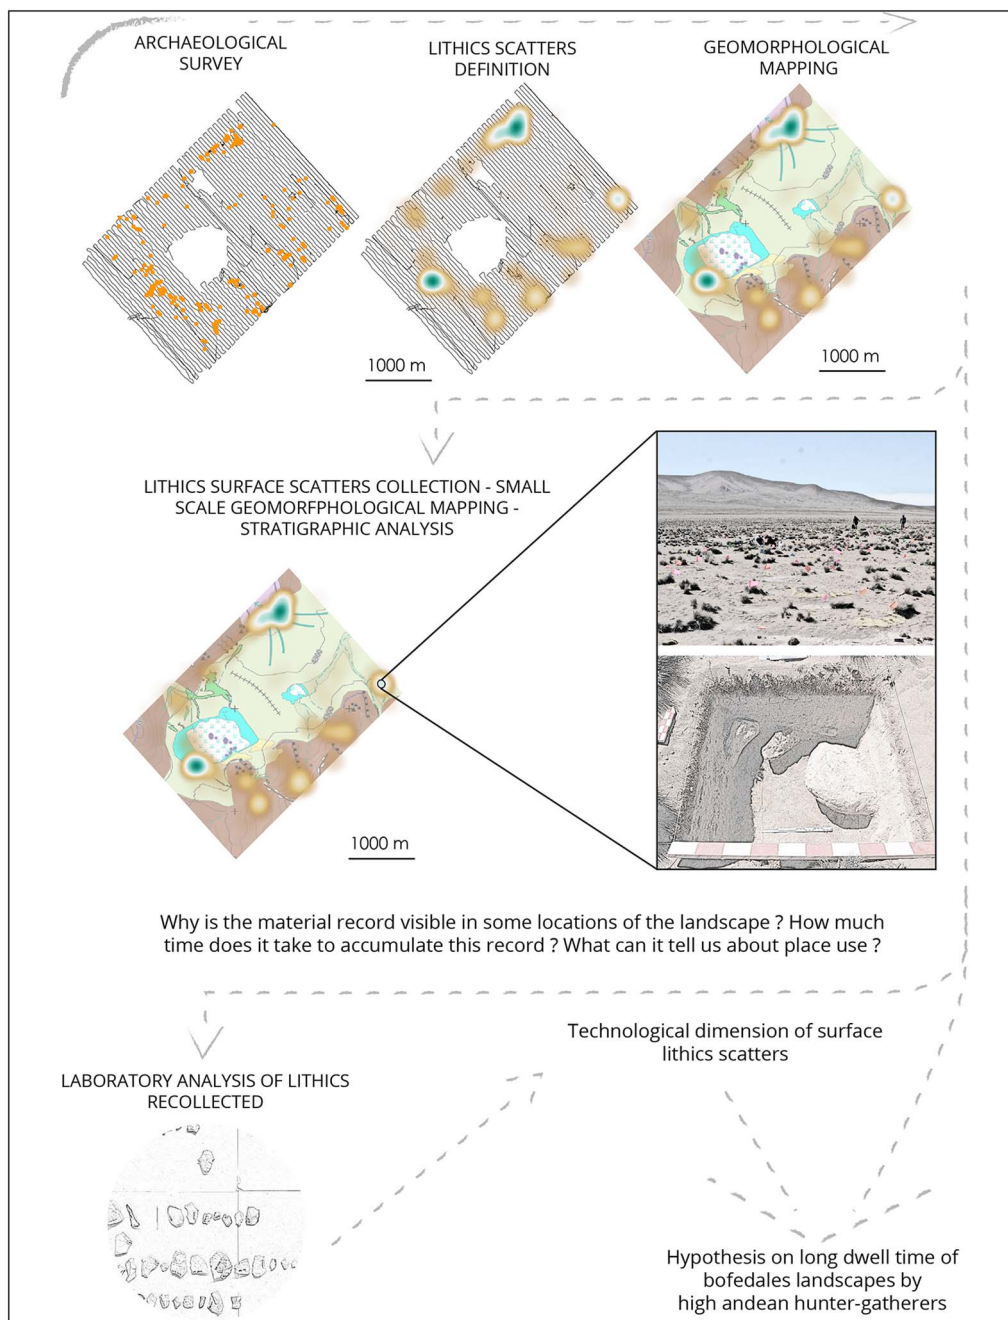 ARCHAEOLOGICAL
SURVEY
LITHICS SCATTERS
DEFINITION
GEOMORPHOLOGICAL
MAPPING
1000 m
1000 m
LITHICS SURFACE SCATTERS COLLECTION - SMALL
SCALE GEOMORFPHOLOGICAL MAPPING -
STRATIGRAPHIC ANALYSIS
1000 m
Why is the material record visible in some locations of the landscape ? How much
time does it take to accumulate this record ? What can it tell us about place use ?
Technological dimension of surface
lithics scatters
LABORATORY ANALYSIS OF LITHICS
RECOLLECTED
Hypothesis on long dwell time of
bofedales landscapes by
high andean hunter-gatherers